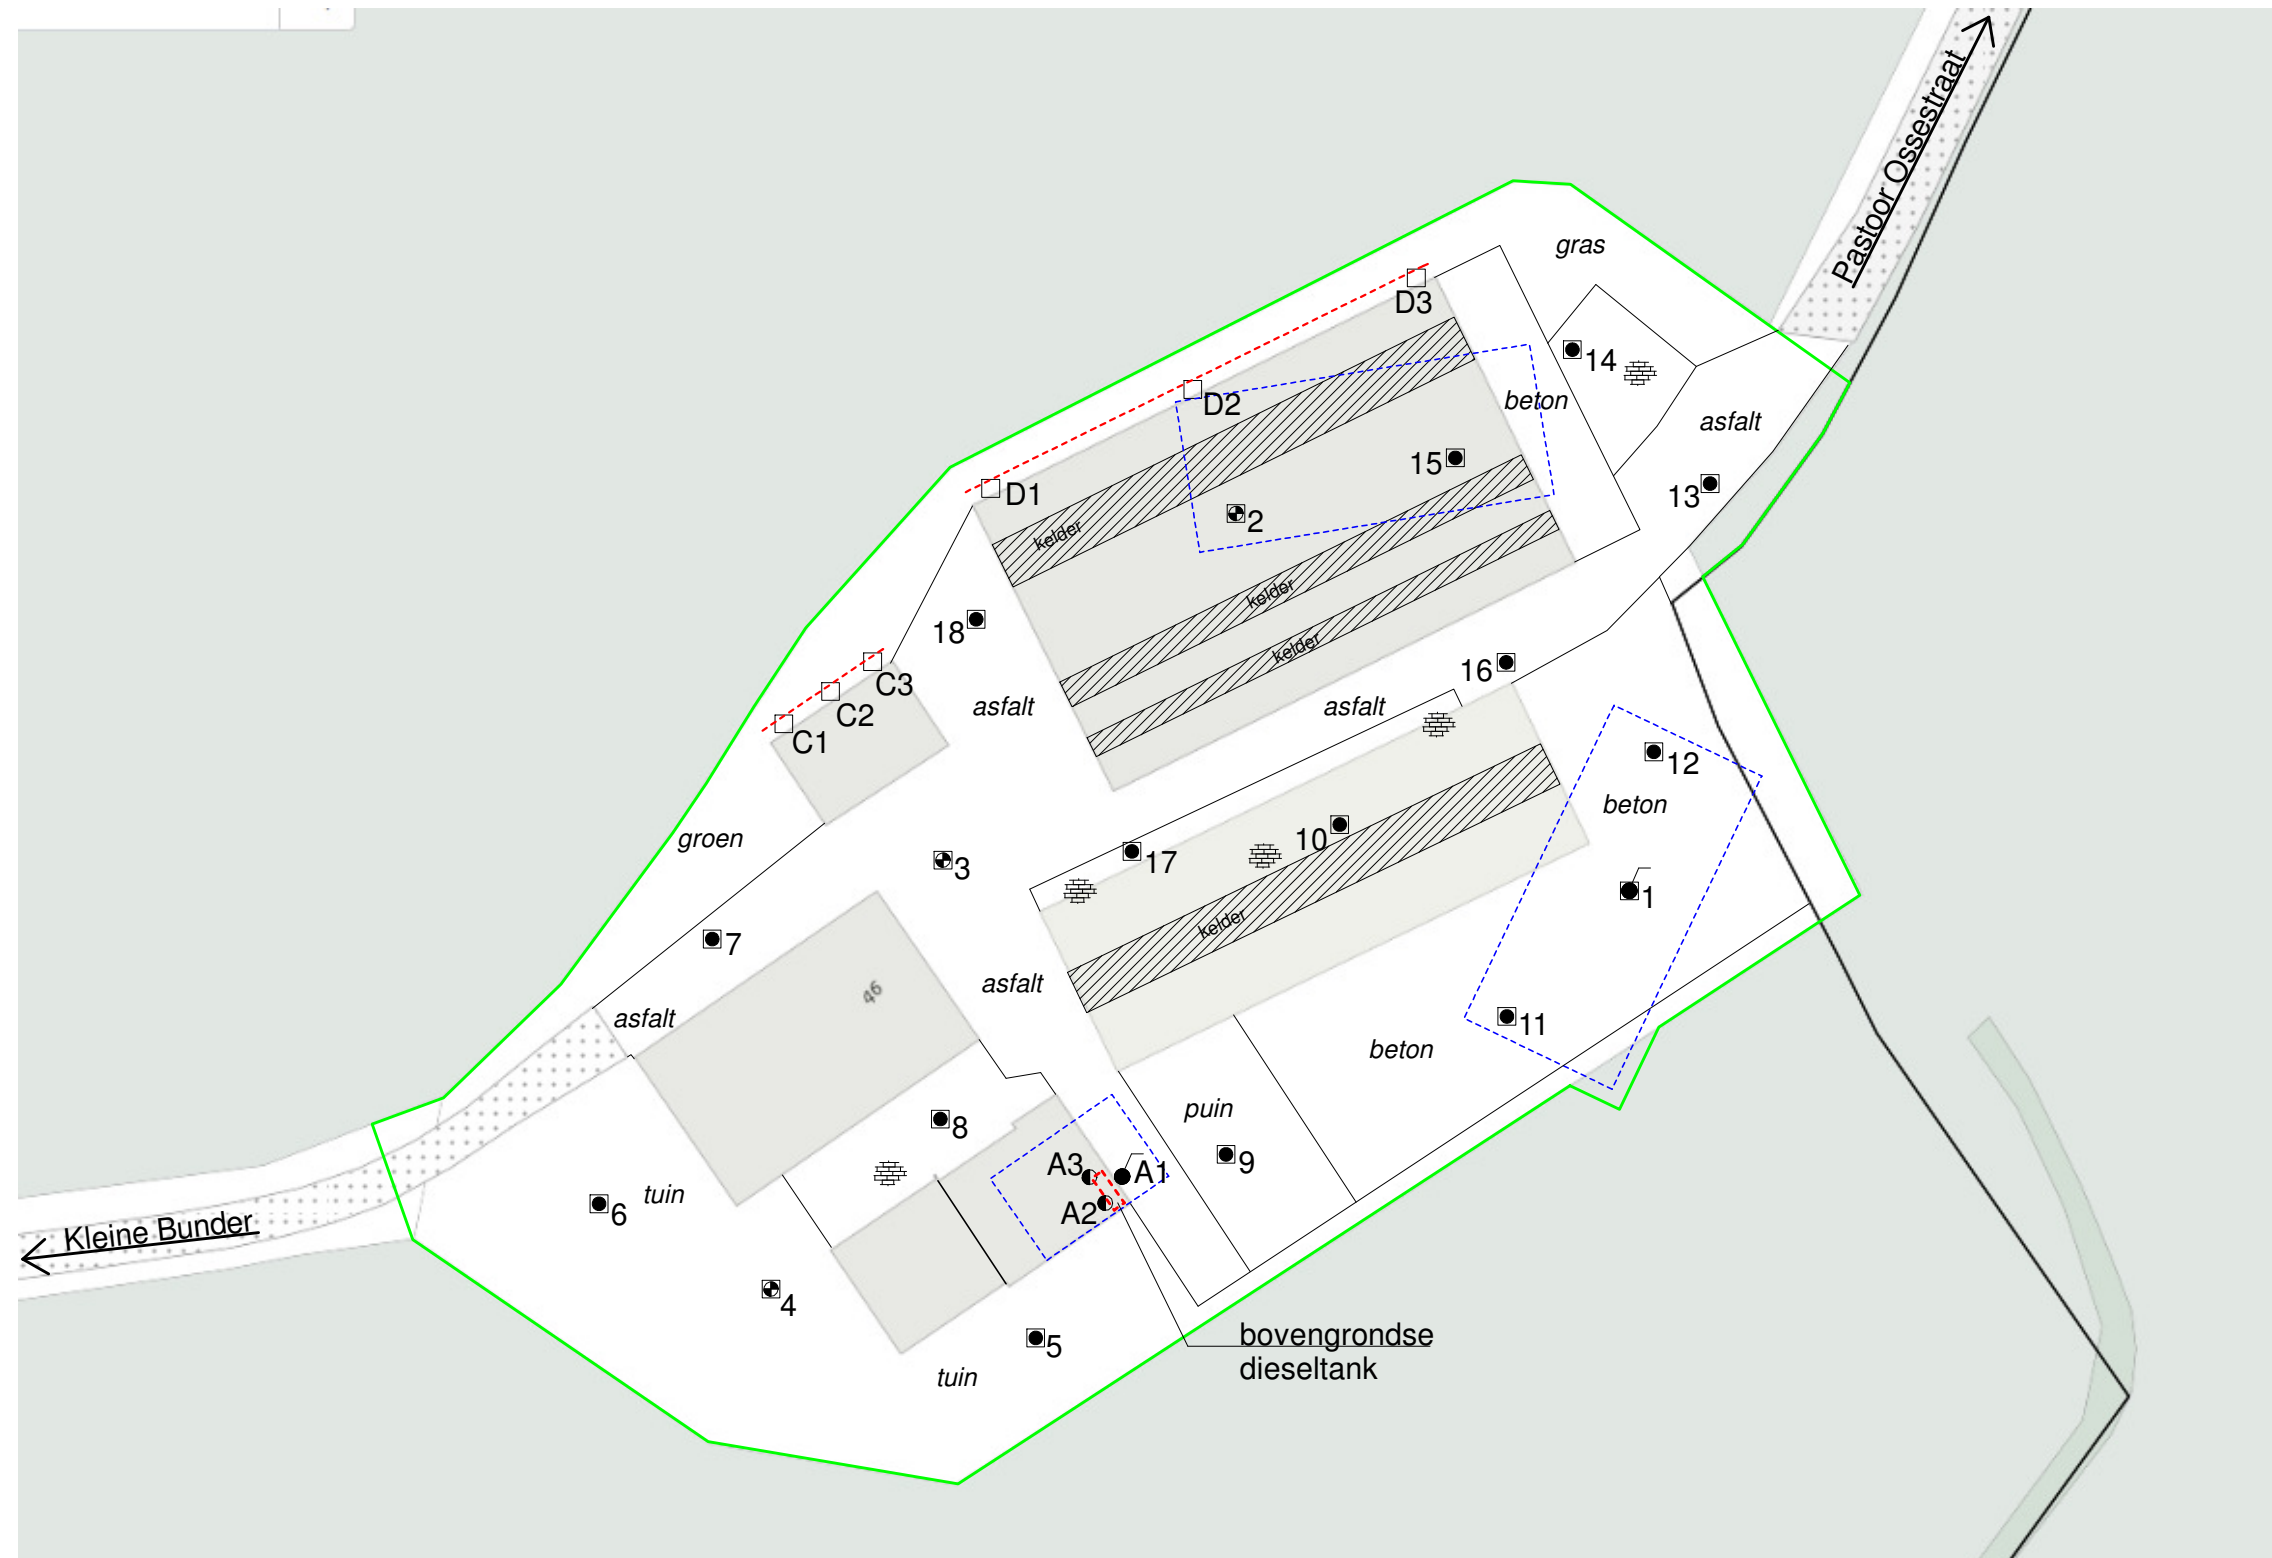 Pastoor Ossestraat
gras
D3
14
D2
beton
asfalt
15
13
D1
2
kelder
kelder
18
kelder
16
C3
asfalt
asfalt
C2
C1
12
beton
groen
10
17
3
1
kelder
7
46
asfalt
asfalt
11
beton
puin
8
9
A3
A1
tuin
6
A2
Kleine Bunder
4
bovengrondse
dieseltank
5
tuin